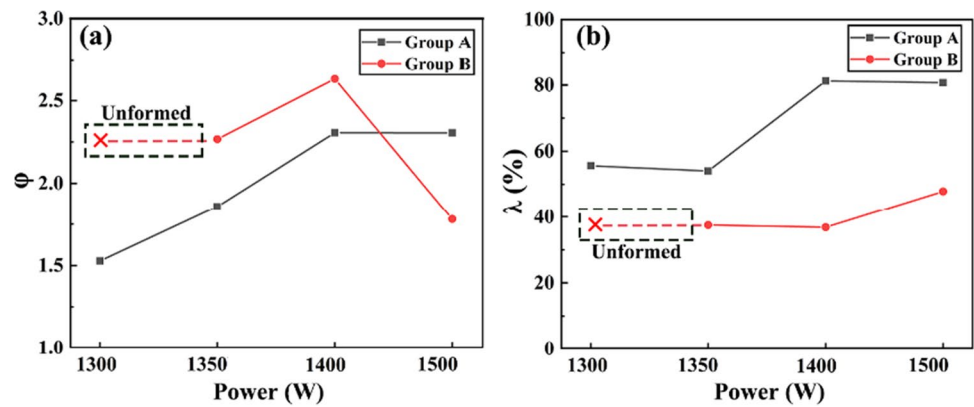 (a)
Group A
Group B
Unformed
3.0
2.5
2.0
1.5
1.0
φ
1300 1350 1400 1500
Power (W)
(b)
Group A
Group B
Unformed
100
80
60
40
20
0
λ (%)
1300 1350 1400 1500
Power (W)